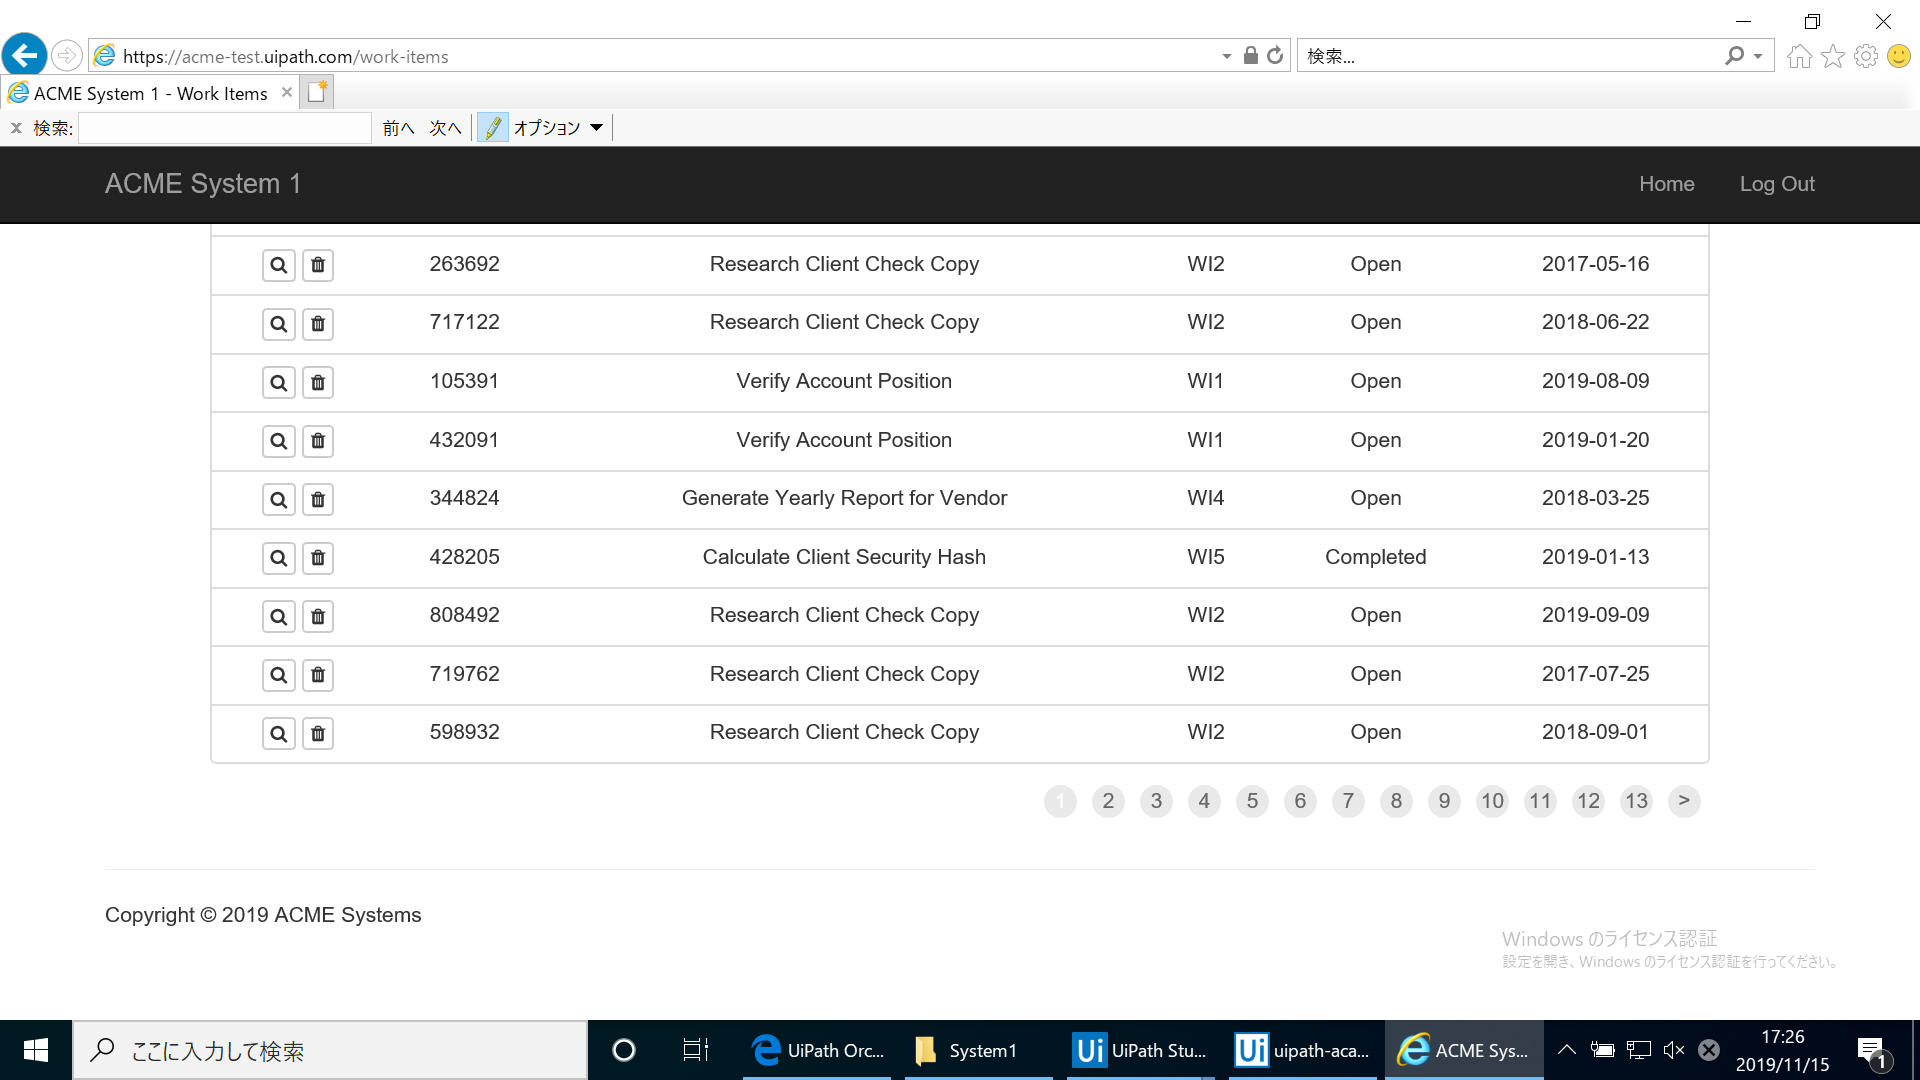 https://acme-test.uipath.com/work-items
検索...
ACME System 1 - Work Items
検索:
前へ 次へ オプション
ACME System 1 Home Log Out
263692 Research Client Check Copy WI2 Open 2017-05-16
717122 Research Client Check Copy WI2 Open 2018-06-22
105391 Verify Account Position WI1 Open 2019-08-09
432091 Verify Account Position WI1 Open 2019-01-20
344824 Generate Yearly Report for Vendor WI4 Open 2018-03-25
428205 Calculate Client Security Hash WI5 Completed 2019-01-13
808492 Research Client Check Copy WI2 Open 2019-09-09
719762 Research Client Check Copy WI2 Open 2017-07-25
598932 Research Client Check Copy WI2 Open 2018-09-01
1 2 3 4 5 6 7 8 9 10 11 12 13 >
Copyright © 2019 ACME Systems
Windows のライセンス認証
設定を開き、Windows のライセンス認証を行ってください。
ここに入力して検索
UiPath Orc...
System1
Ui UiPath Stu...
Ui uipath-aca...
ACME Sys...
17:26
2019/11/15
1